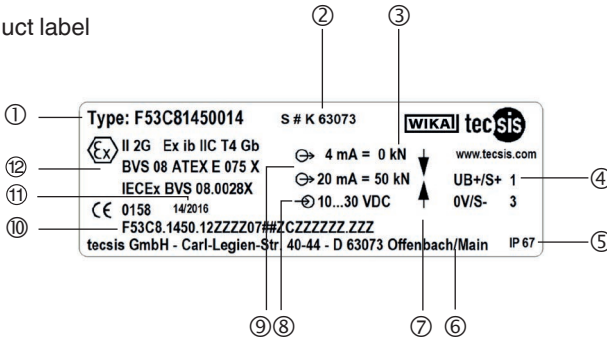 uct label
② ③
① Type: F53C81450014 S # K 63073 WIKAI tecsis
Ex II 2G Ex ib IIC T4 Gb 4 mA = 0 kN www.tecsis.com
⑫ BVS 08 ATEX E 075 X 20 mA = 50 kN UB+/S+ 1 ④
IECEx BVS 08.0028X 10...30 VDC 0V/S- 3
⑪
CE 0158 14/2016
⑩ F53C8.1450.12ZZZZ07##ZCZZZZZZ.ZZZ
tecsis GmbH - Carl-Legien-Str. 40-44 - D 63073 Offenbach/Main IP 67 ⑤
⑨ ⑧ ⑦ ⑥